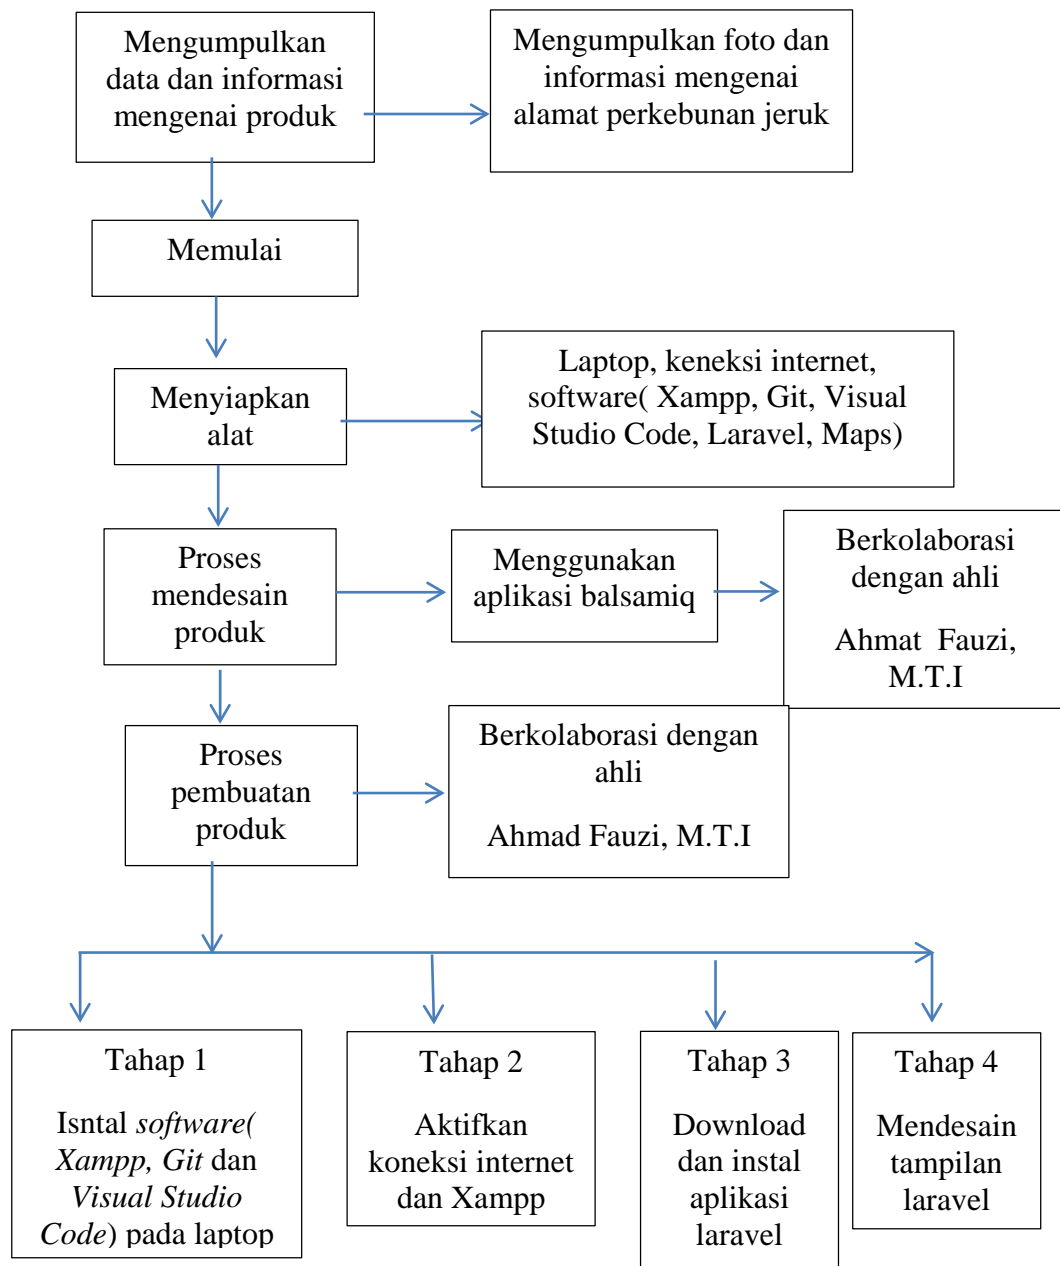 Mengumpulkan
data dan informasi
mengenai produk
Mengumpulkan foto dan
informasi mengenai
alamat perkebunan jeruk
Memulai
Menyiapkan
alat
Laptop, keneksi internet,
software( Xampp, Git, Visual
Studio Code, Laravel, Maps)
Proses
mendesain
produk
Menggunakan
aplikasi balsamiq
Berkolaborasi
dengan ahli
Ahmat Fauzi,
M.T.I
Proses
pembuatan
produk
Berkolaborasi dengan
ahli
Ahmad Fauzi, M.T.I
Tahap 1
Isntal software(
Xampp, Git dan
Visual Studio
Code) pada laptop
Tahap 2
Aktifkan
koneksi internet
dan Xampp
Tahap 3
Download
dan instal
aplikasi
laravel
Tahap 4
Mendesain
tampilan
laravel